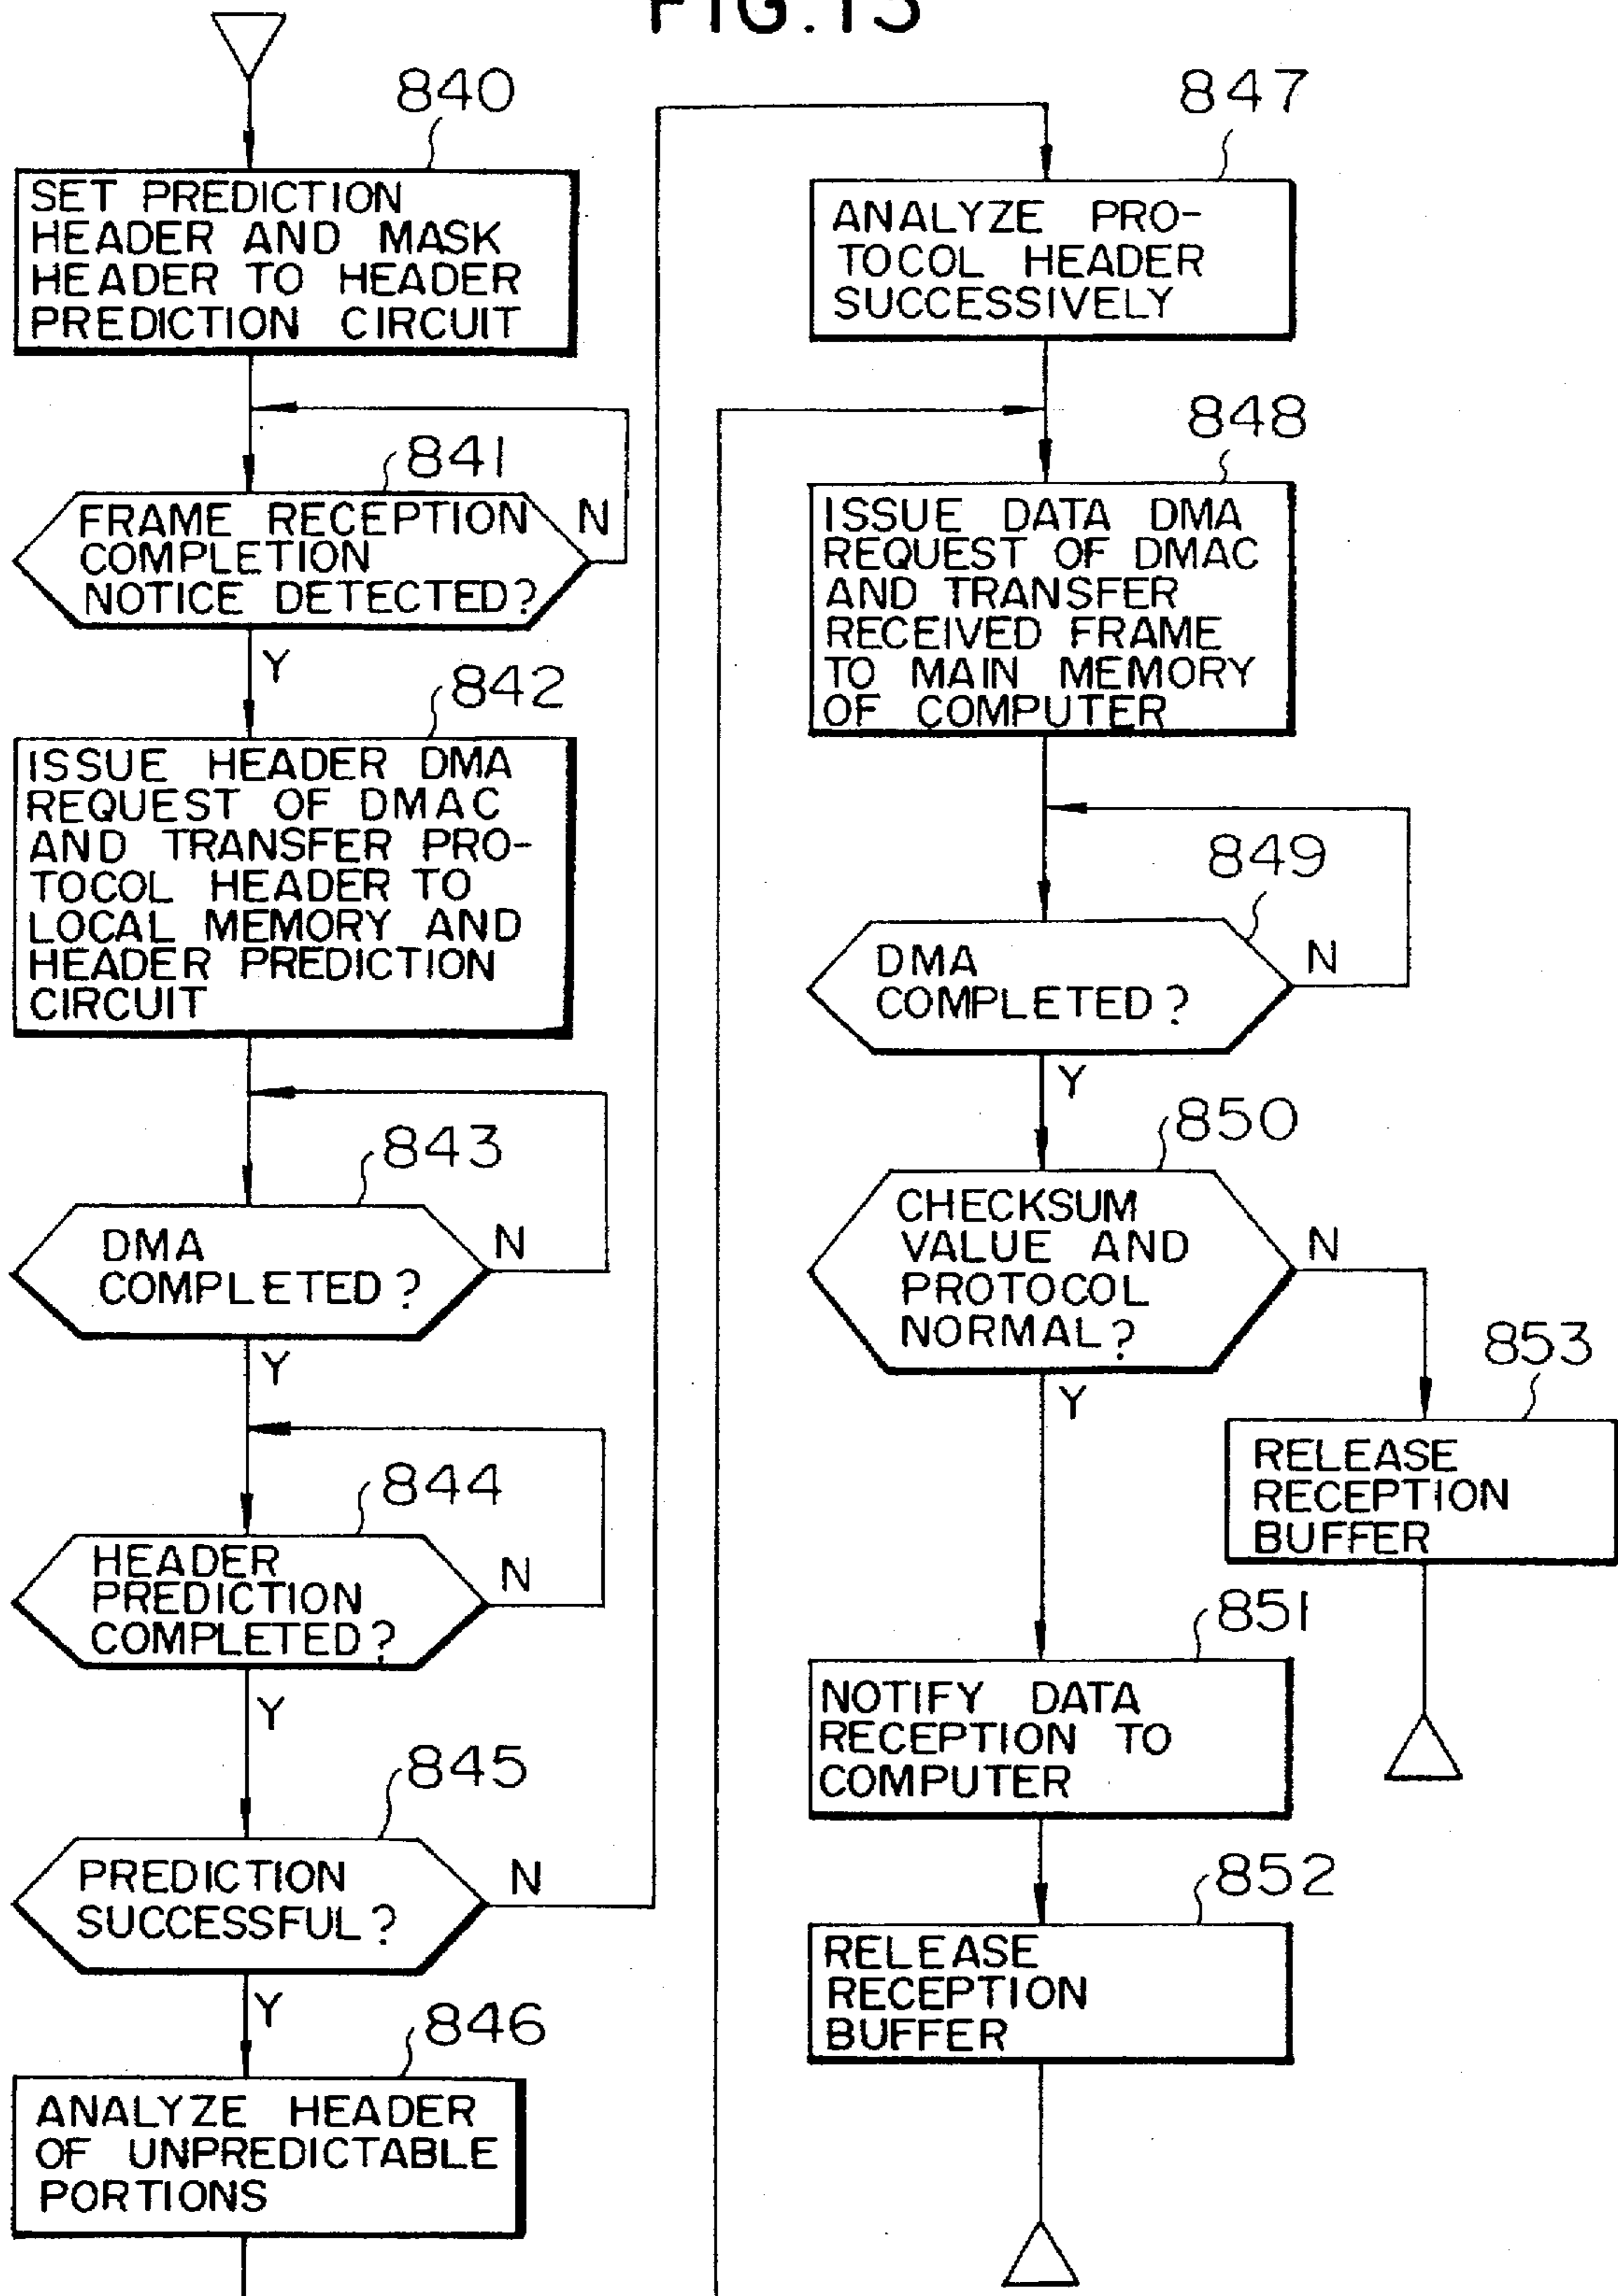 FIG.15
840
SET PREDICTION
HEADER AND MASK
HEADER TO HEADER
PREDICTION CIRCUIT
841
FRAME RECEPTION
COMPLETION
NOTICE DETECTED?
N
Y
842
ISSUE HEADER DMA
REQUEST OF DMAC
AND TRANSFER PRO-
TOCOL HEADER TO
LOCAL MEMORY AND
HEADER PREDICTION
CIRCUIT
843
DMA
COMPLETED?
N
Y
844
HEADER
PREDICTION
COMPLETED?
N
Y
845
PREDICTION
SUCCESSFUL?
N
Y
846
ANALYZE HEADER
OF UNPREDICTABLE
PORTIONS
847
ANALYZE PRO-
TOCOL HEADER
SUCCESSIVELY
848
ISSUE DATA DMA
REQUEST OF DMAC
AND TRANSFER
RECEIVED FRAME
TO MAIN MEMORY
OF COMPUTER
849
DMA
COMPLETED?
N
Y
850
CHECKSUM
VALUE AND
PROTOCOL
NORMAL?
N
Y
853
RELEASE
RECEPTION
BUFFER
851
NOTIFY DATA
RECEPTION TO
COMPUTER
852
RELEASE
RECEPTION
BUFFER